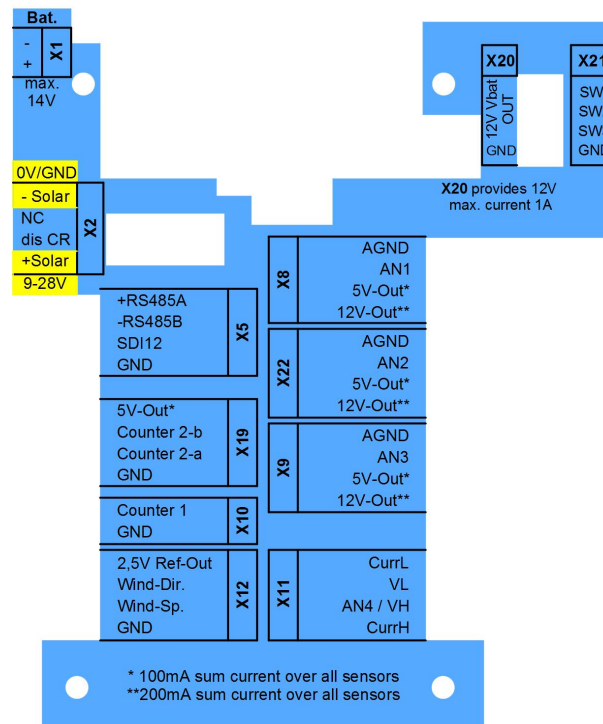 Bat.
-
+
X1
max.
14V
X20
12V Vbat
OUT
GND
X21
SW
SW
SW
GND
X20 provides 12V
max. current 1A
0V/GND
- Solar
NC
dis CR
+Solar
9-28V
X2
+RS485A
-RS485B
SDI12
GND
X5
X8
AGND
AN1
5V-Out*
12V-Out**
X22
AGND
AN2
5V-Out*
12V-Out**
5V-Out*
Counter 2-b
Counter 2-a
GND
X19
X9
AGND
AN3
5V-Out*
12V-Out**
Counter 1
GND
X10
2,5V Ref-Out
Wind-Dir.
Wind-Sp.
GND
X12
X11
CurrL
VL
AN4 / VH
CurrH
* 100mA sum current over all sensors
**200mA sum current over all sensors